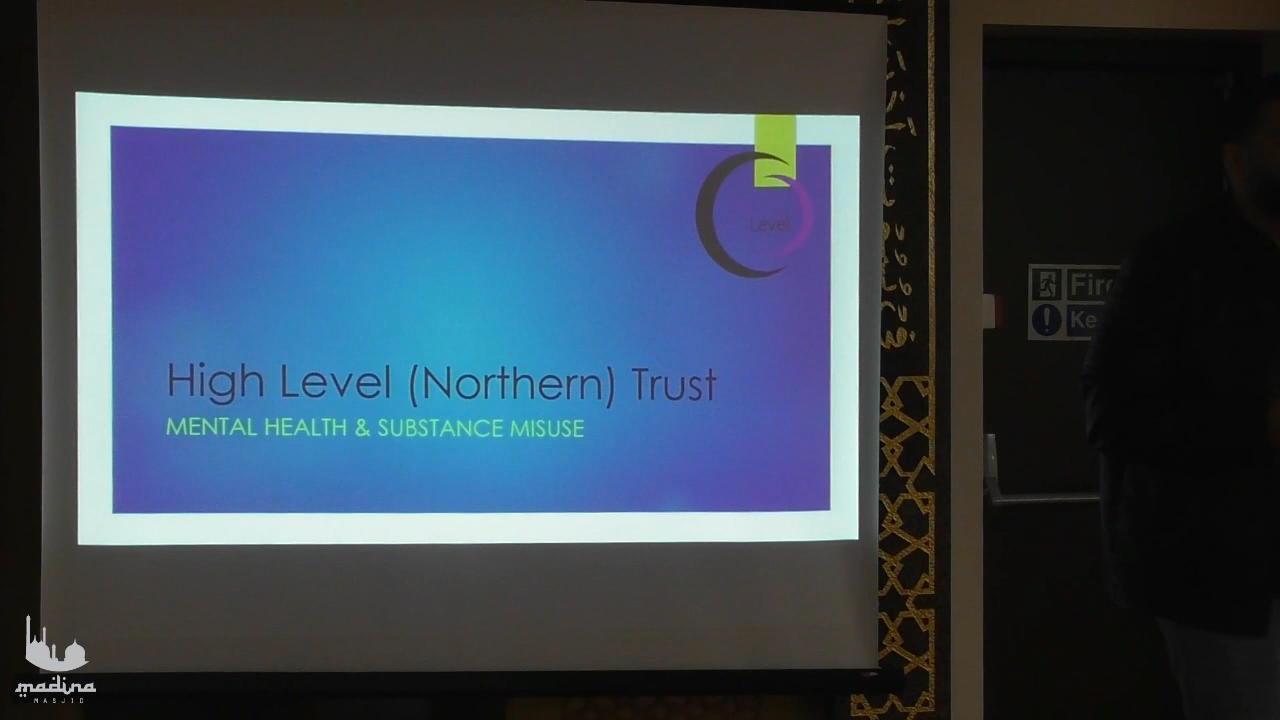 Level
High Level (Northern) Trust
MENTAL HEALTH & SUBSTANCE MISUSE
Fire
Ke
madina
MASJID